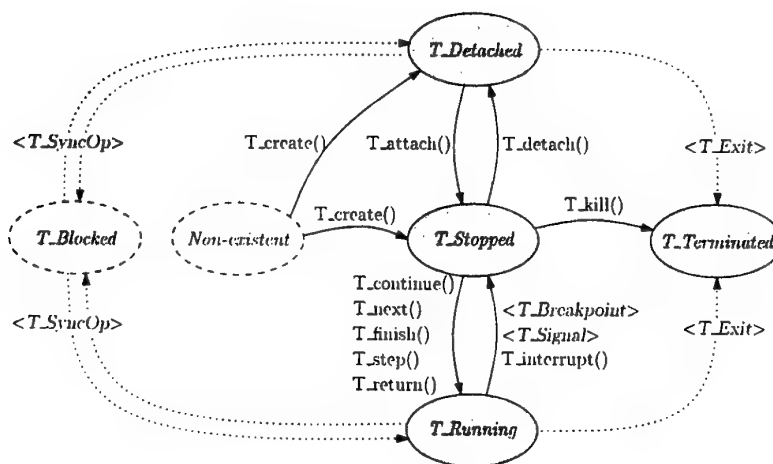 T_Detached
<T_SyncOp>
T_create()
T_attach()
T_detach()
<T_Exit>
T_create()
T_kill()
T_Blocked
Non-existent
T_Stopped
T_Terminated
T_continue()
T_next()
T_finish()
T_step()
T_return()
<T_Breakpoint>
<T_Signal>
T_interrupt()
<T_SyncOp>
<T_Exit>
T_Running